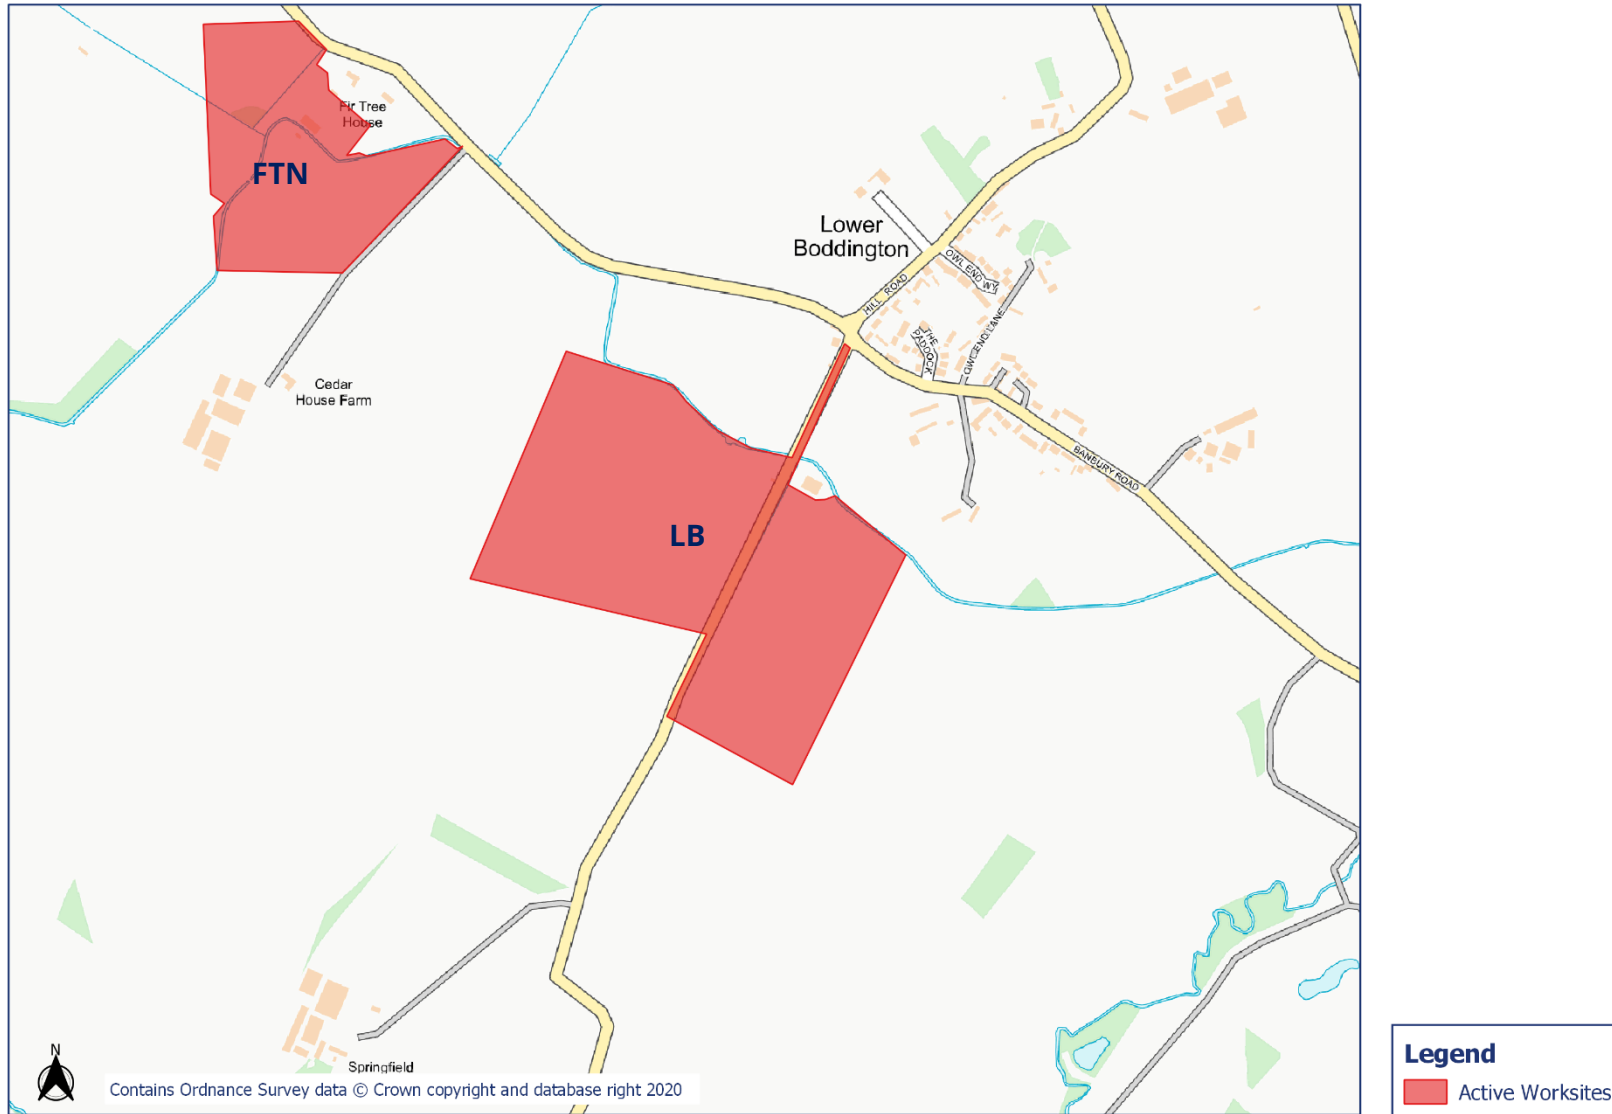 Fir Tree
House
FTN
Lower
Boddington
OWL END WY
HILL ROAD
THE
PADDOCK
OWL END LANE
Cedar
House Farm
BANBURY ROAD
LB
Springfield
N
Contains Ordnance Survey data © Crown copyright and database right 2020
Legend
Active Worksites